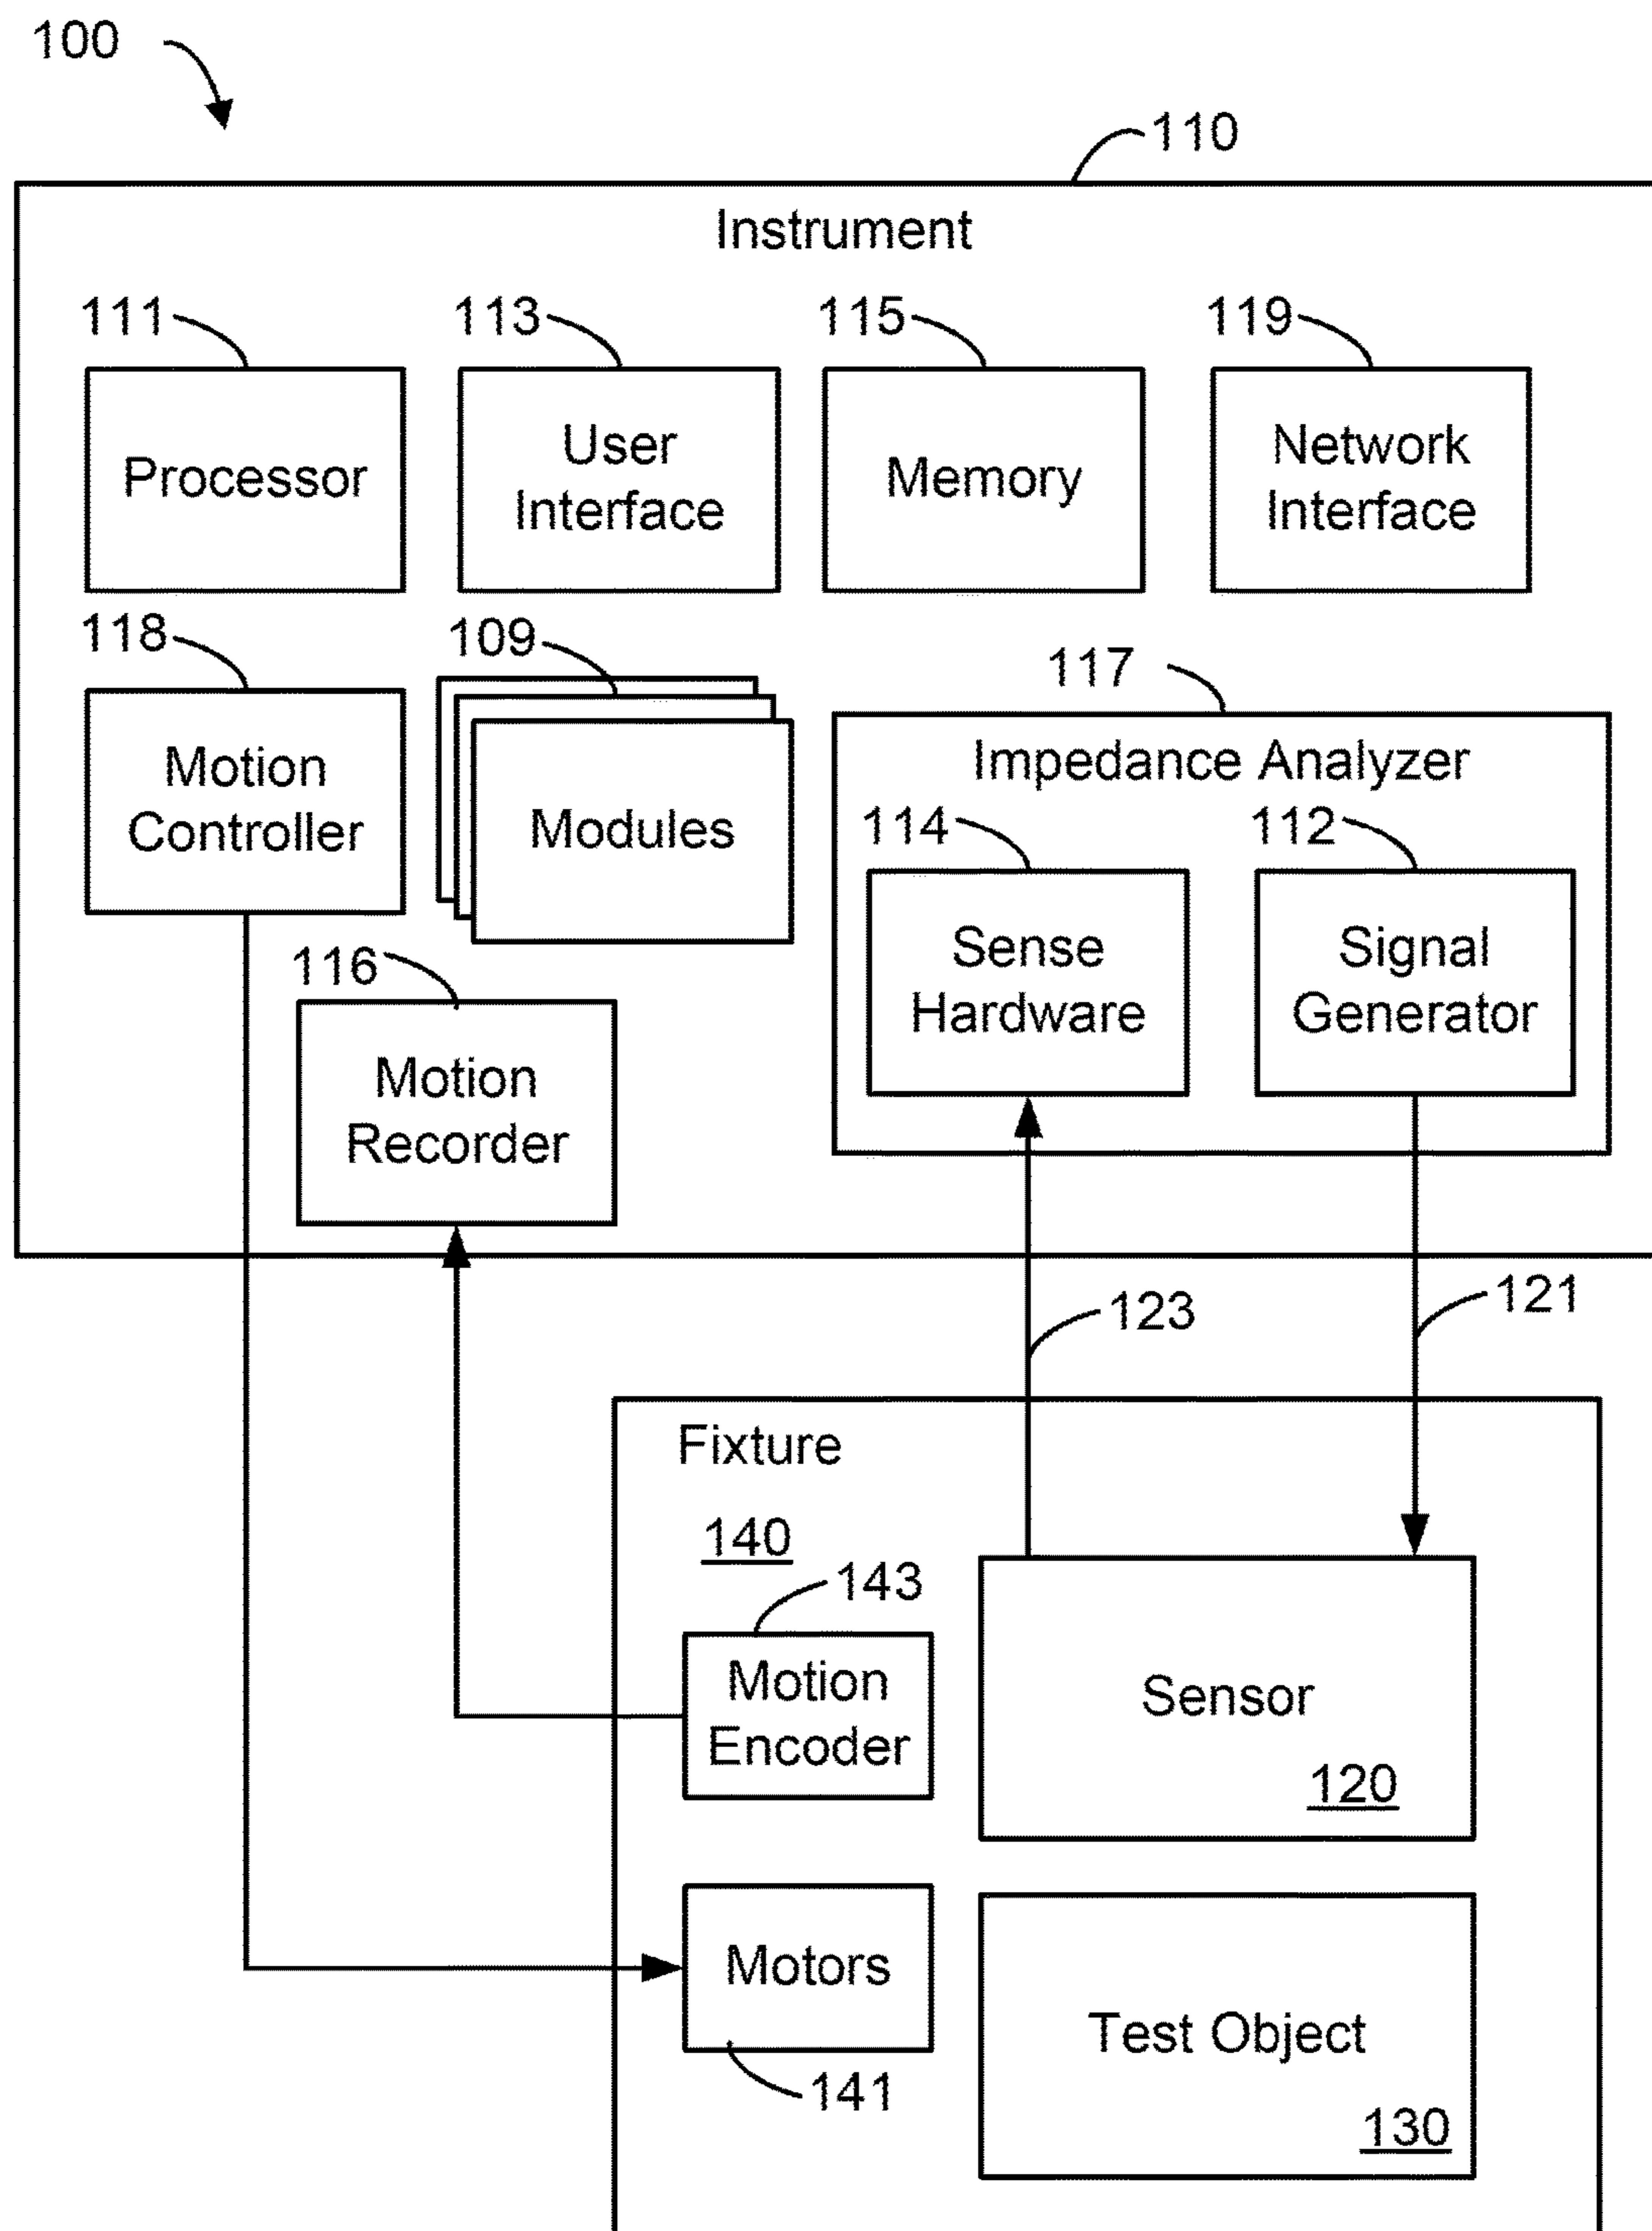 100
110
Instrument
111
113
115
119
Processor
User
Interface
Memory
Network
Interface
118
109
117
Motion
Controller
Modules
Impedance Analyzer
114
112
Sense
Hardware
Signal
Generator
116
Motion
Recorder
123
121
Fixture
140
143
Motion
Encoder
Sensor
120
Motors
141
Test Object
130